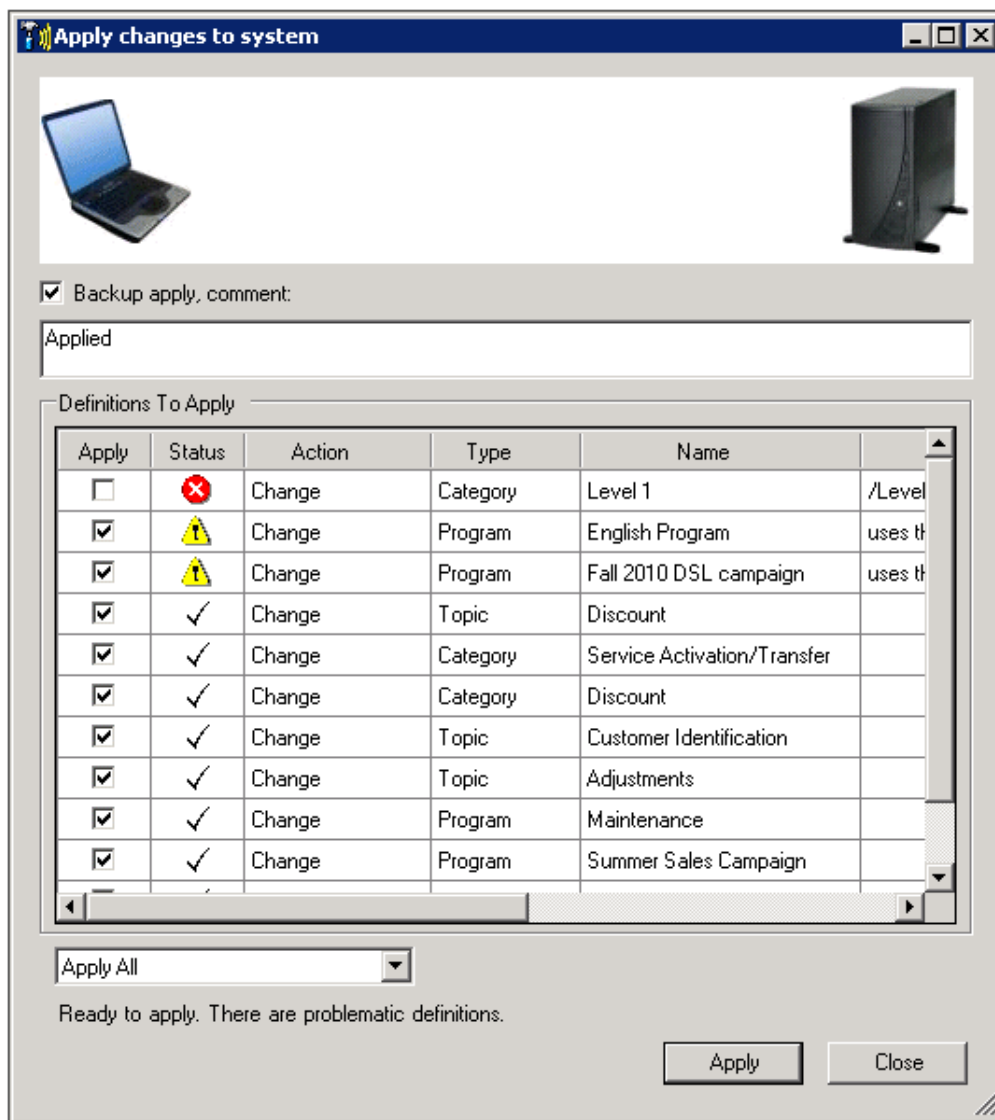 Apply changes to system
Backup apply, comment:
Applied
Definitions To Apply
Apply Status Action Type Name
Change Category Level 1 /Level
Change Program English Program uses th
Change Program Fall 2010 DSL campaign uses th
Change Topic Discount
Change Category Service Activation/Transfer
Change Category Discount
Change Topic Customer Identification
Change Topic Adjustments
Change Program Maintenance
Change Program Summer Sales Campaign
Apply All
Ready to apply. There are problematic definitions.
Apply Close